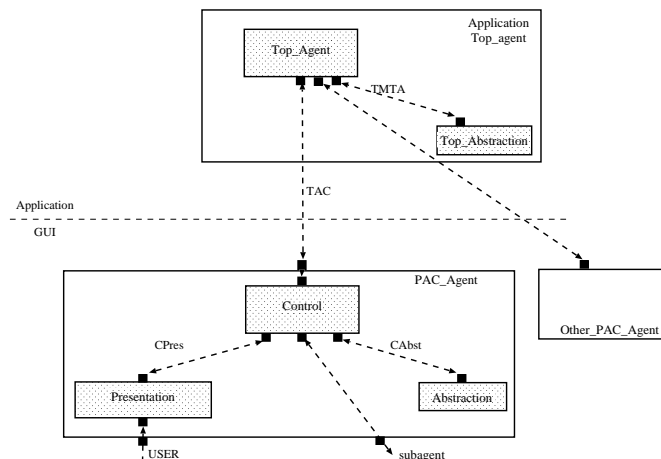 Application
Top_agent
Top_Agent
TMTA
Top_Abstraction
TAC
Application
GUI
PAC_Agent
Control
Other_PAC_Agent
CPres
CAbst
Presentation
Abstraction
USER
subagent